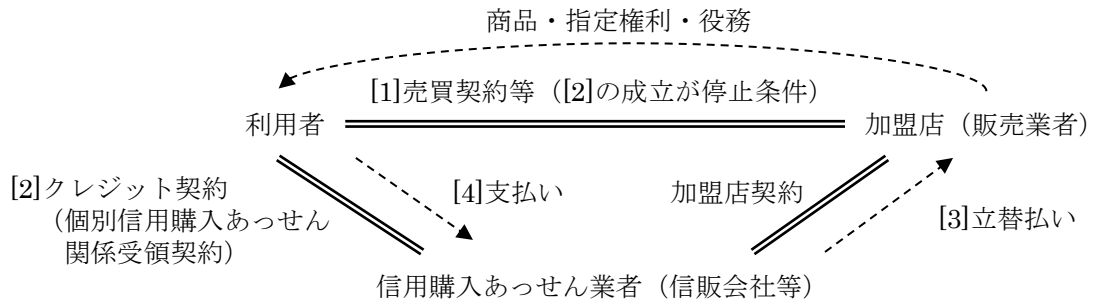 商品・指定権利・役務
[1]売買契約等（[2]の成立が停止条件）
利用者
加盟店（販売業者）
[2]クレジット契約
（個別信用購入あっせん
関係受領契約）
[4]支払い
加盟店契約
[3]立替払い
信用購入あっせん業者（信販会社等）